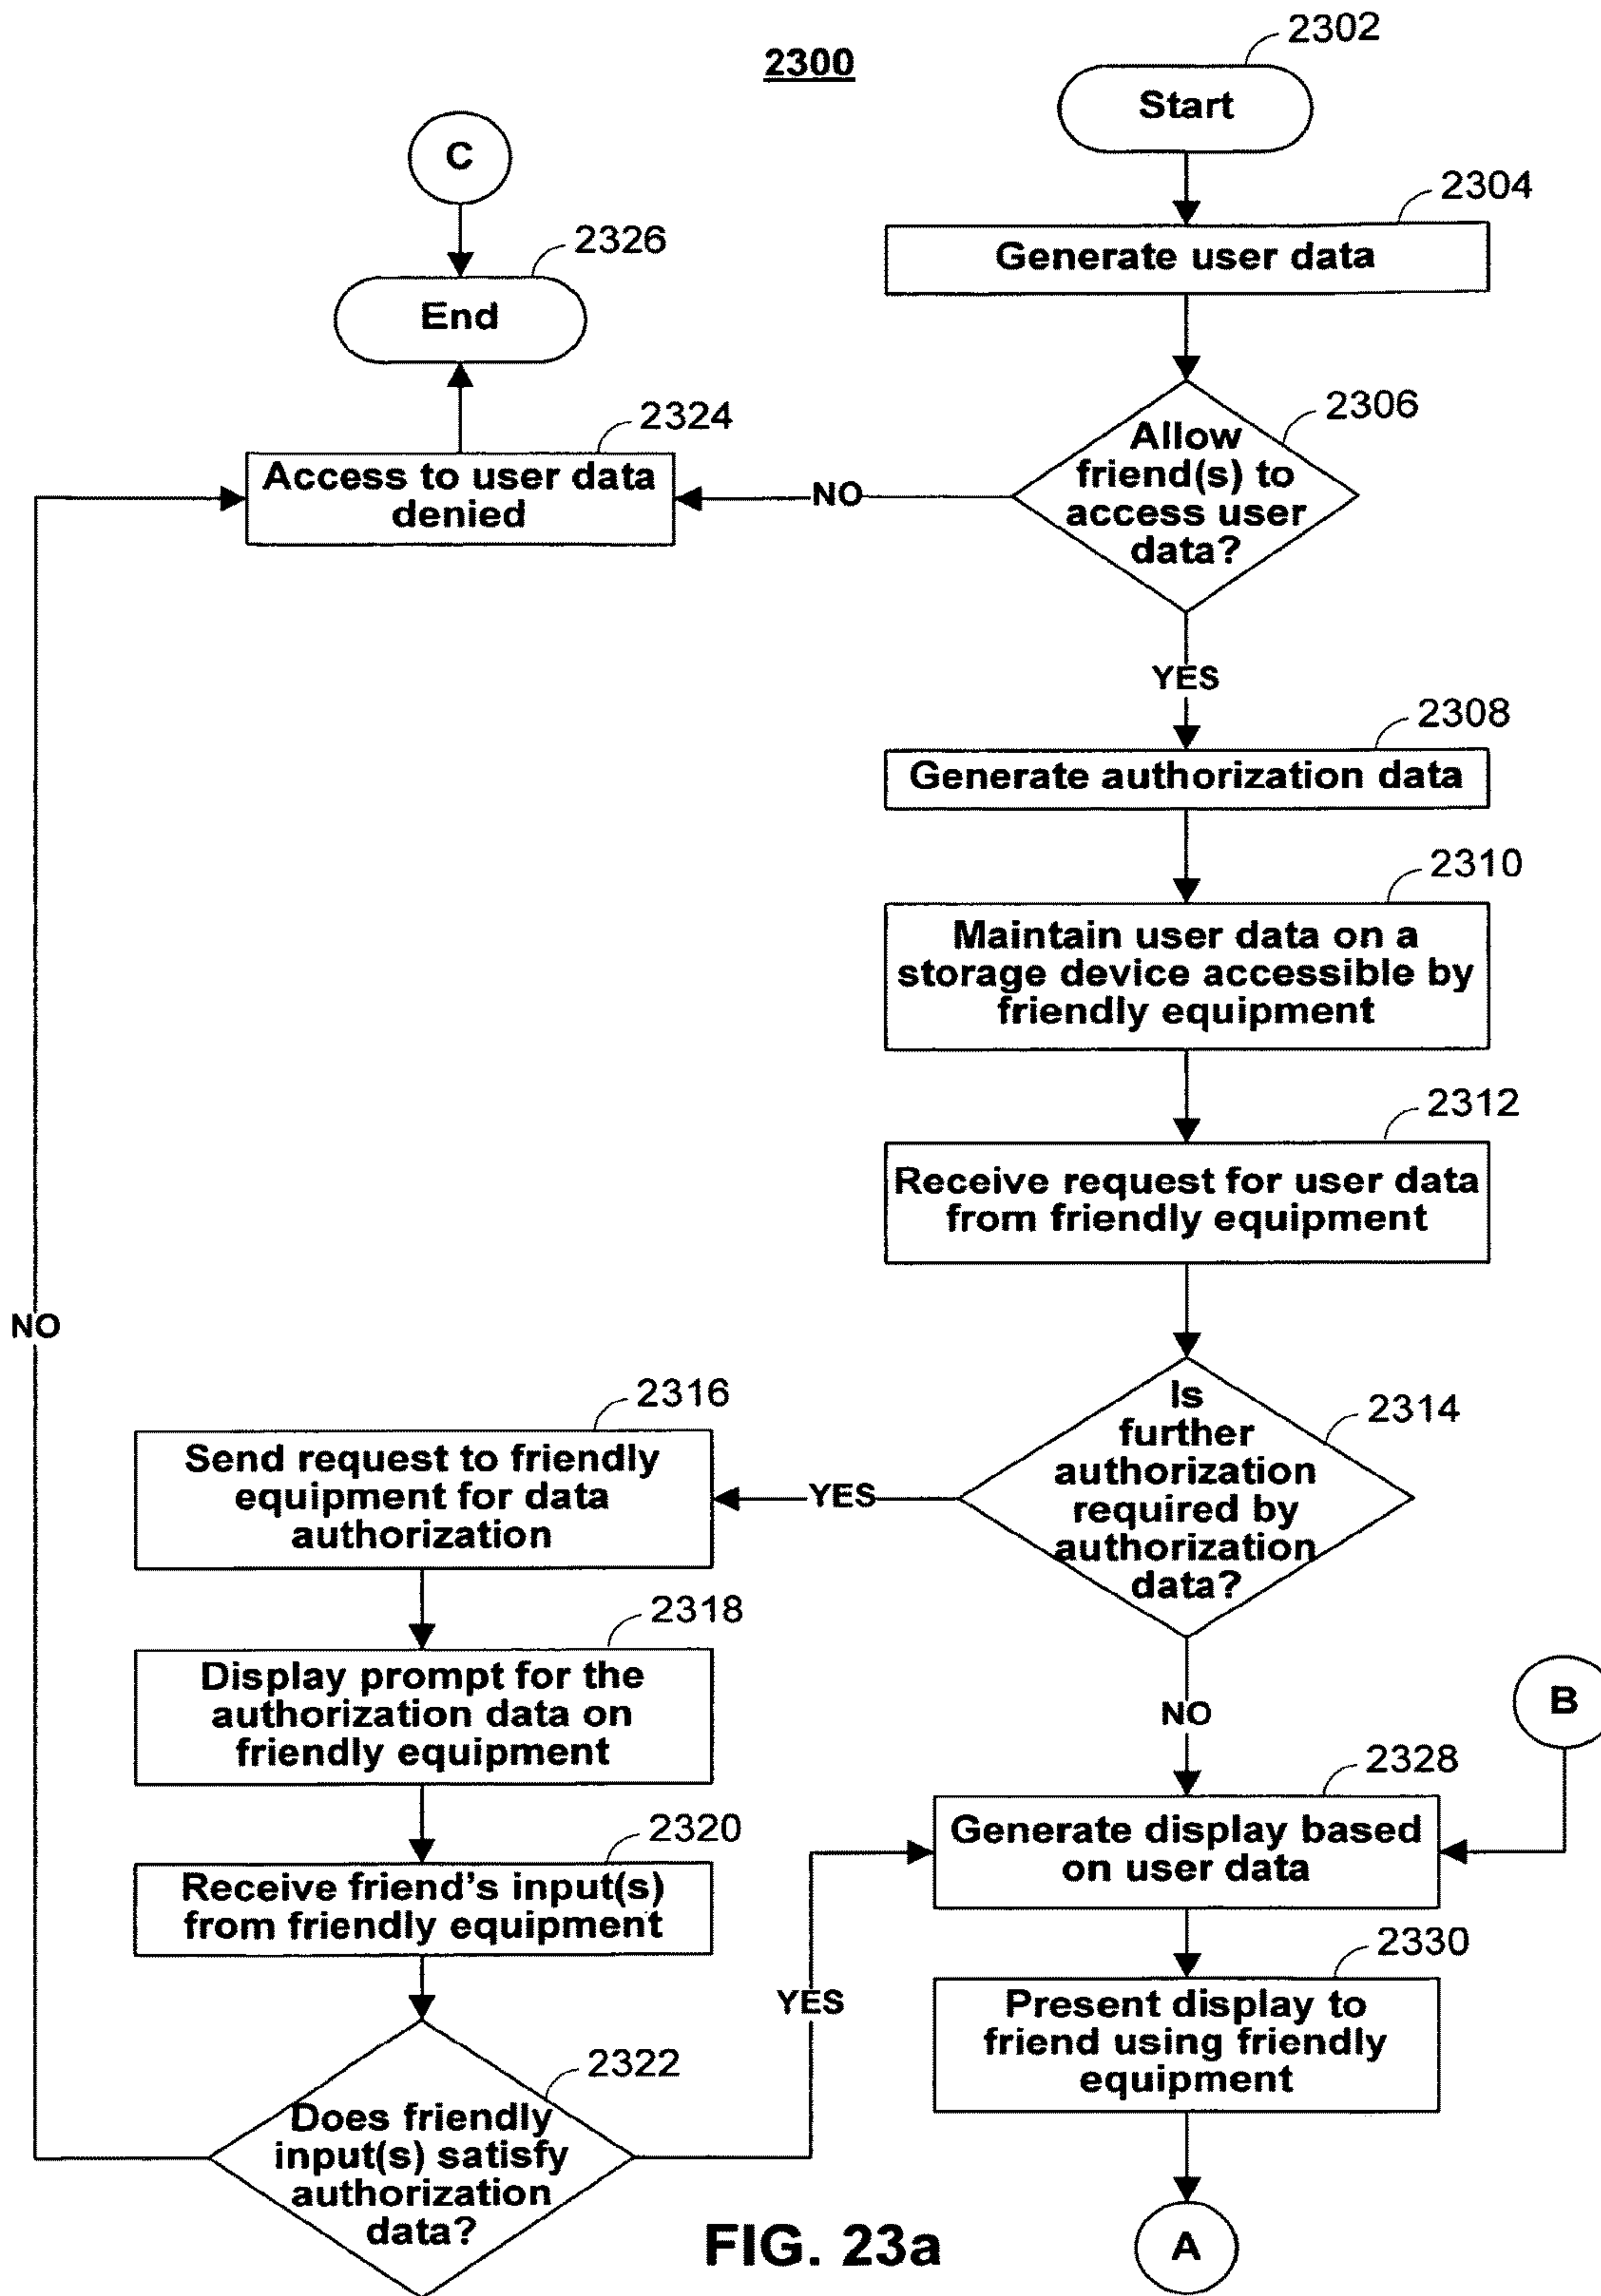 2300
2302
Start
C
2304
Generate user data
2326
End
2306
Allow
friend(s) to
access user
data?
2324
Access to user data
denied
NO
YES
2308
Generate authorization data
2310
Maintain user data on a
storage device accessible by
friendly equipment
2312
Receive request for user data
from friendly equipment
NO
2314
Is
further
authorization
required by
authorization
data?
YES
2316
Send request to friendly
equipment for data
authorization
2318
Display prompt for the
authorization data on
friendly equipment
NO
B
2320
Receive friend's input(s)
from friendly equipment
2328
Generate display based
on user data
2322
Does friendly
input(s) satisfy
authorization
data?
YES
2330
Present display to
friend using friendly
equipment
A
FIG. 23a